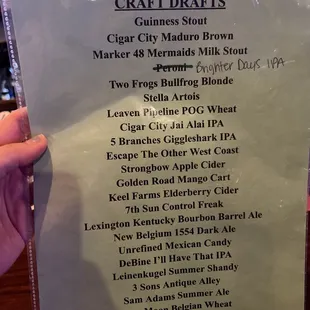 CRAFT DRAFTS
Guinness Stout
Cigar City Maduro Brown
Marker 48 Mermaids Milk Stout
Peroni Brighter Days IPA
Two Frogs Bullfrog Blonde
Stella Artois
Leaven Pipeline POG Wheat
Cigar City Jai Alai IPA
5 Branches Giggleshark IPA
Escape The Other West Coast
Strongbow Apple Cider
Golden Road Mango Cart
Keel Farms Elderberry Cider
7th Sun Control Freak
Lexington Kentucky Bourbon Barrel Ale
New Belgium 1554 Dark Ale
Unrefined Mexican Candy
DeBine I'll Have That IPA
Leinenkugel Summer Shandy
3 Sons Antique Alley
Sam Adams Summer Ale
Moon Belgian Wheat